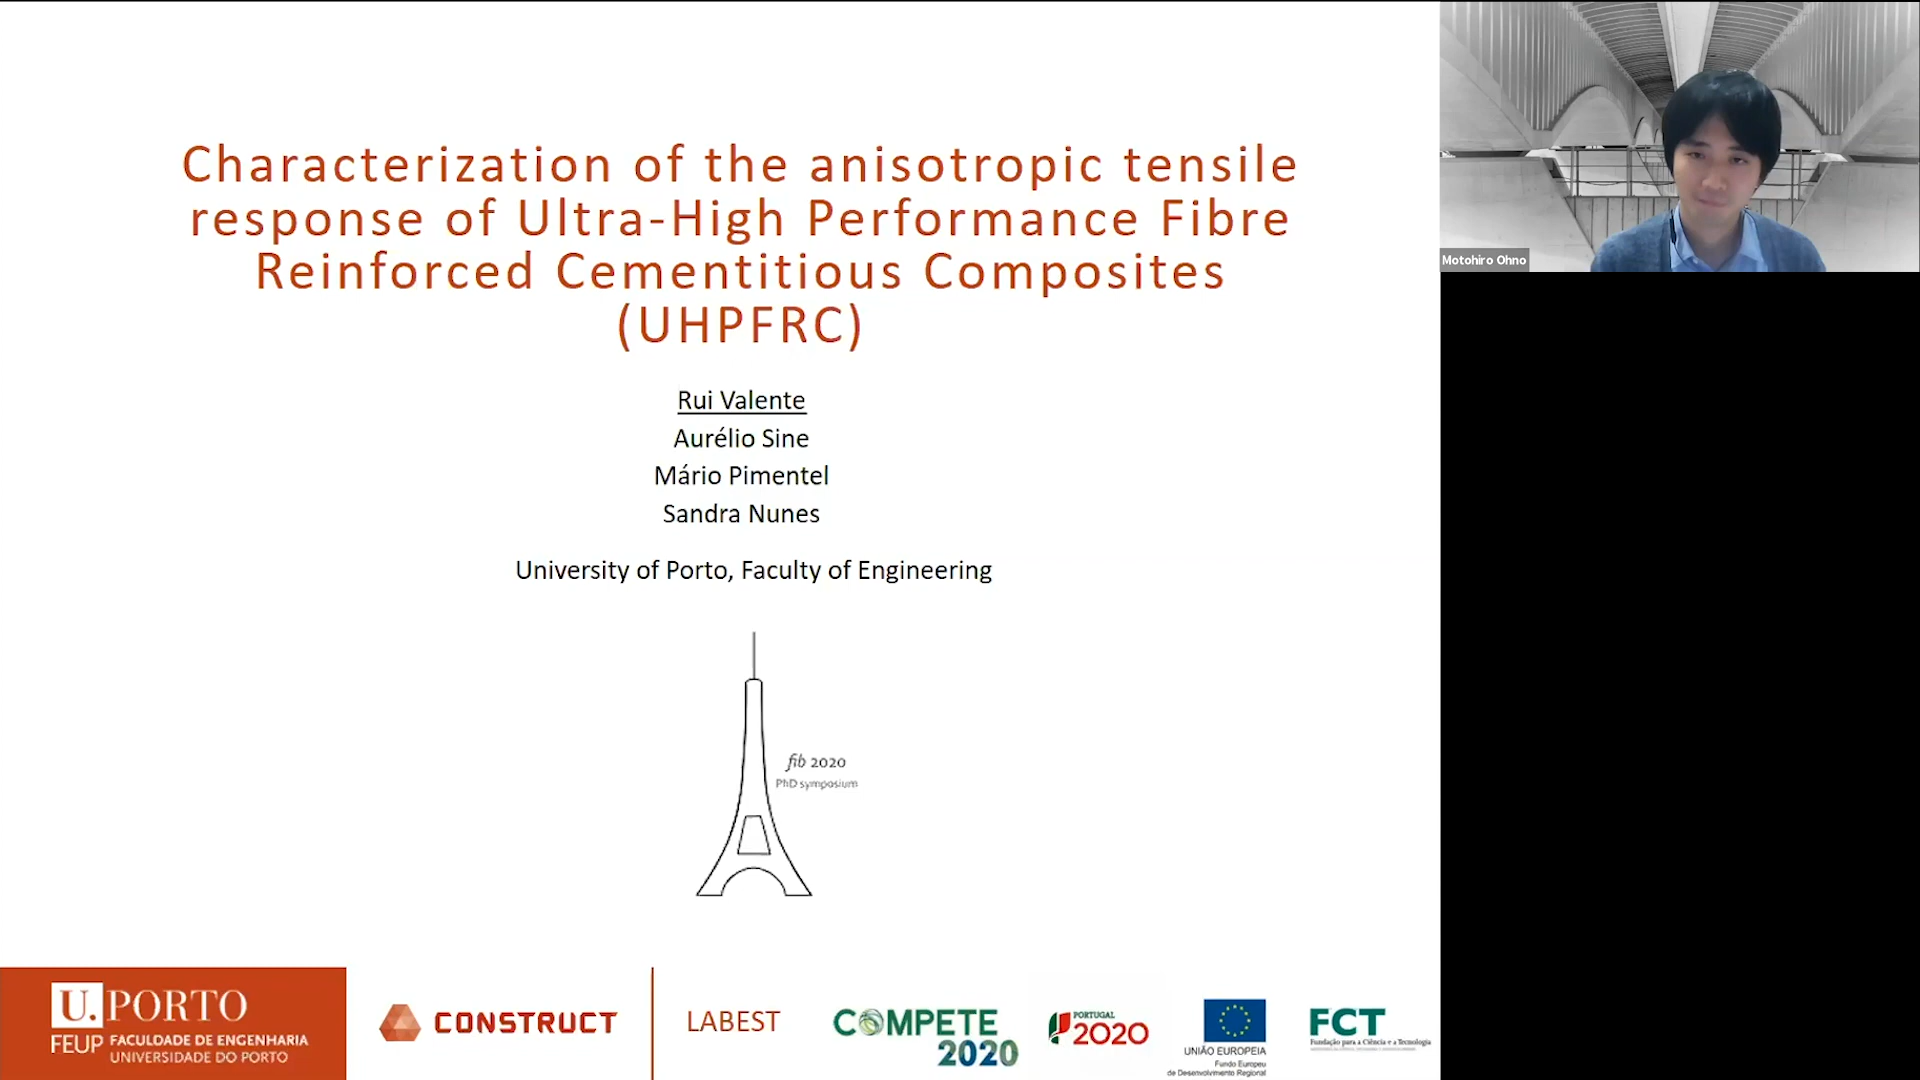 Characterization of the anisotropic tensile
response of Ultra-High Performance Fibre
Reinforced Cementitious Composites
(UHPFRC)
Rui Valente
Aurélio Sine
Mário Pimentel
Sandra Nunes
University of Porto, Faculty of Engineering
fib 2020
PhD symposium
Motohiro Ohno
U.PORTO
FEUP FACULDADE DE ENGENHARIA
UNIVERSIDADE DO PORTO
CONSTRUCT
LABEST
COMPETE
2020
PORTUGAL
2020
UNIÃO EUROPEIA
Fundo Europeu
de Desenvolvimento Regional
FCT
Fundação para a Ciência e a Tecnologia